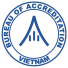 BUREAU OF ACCREDITATION
VIETNAM